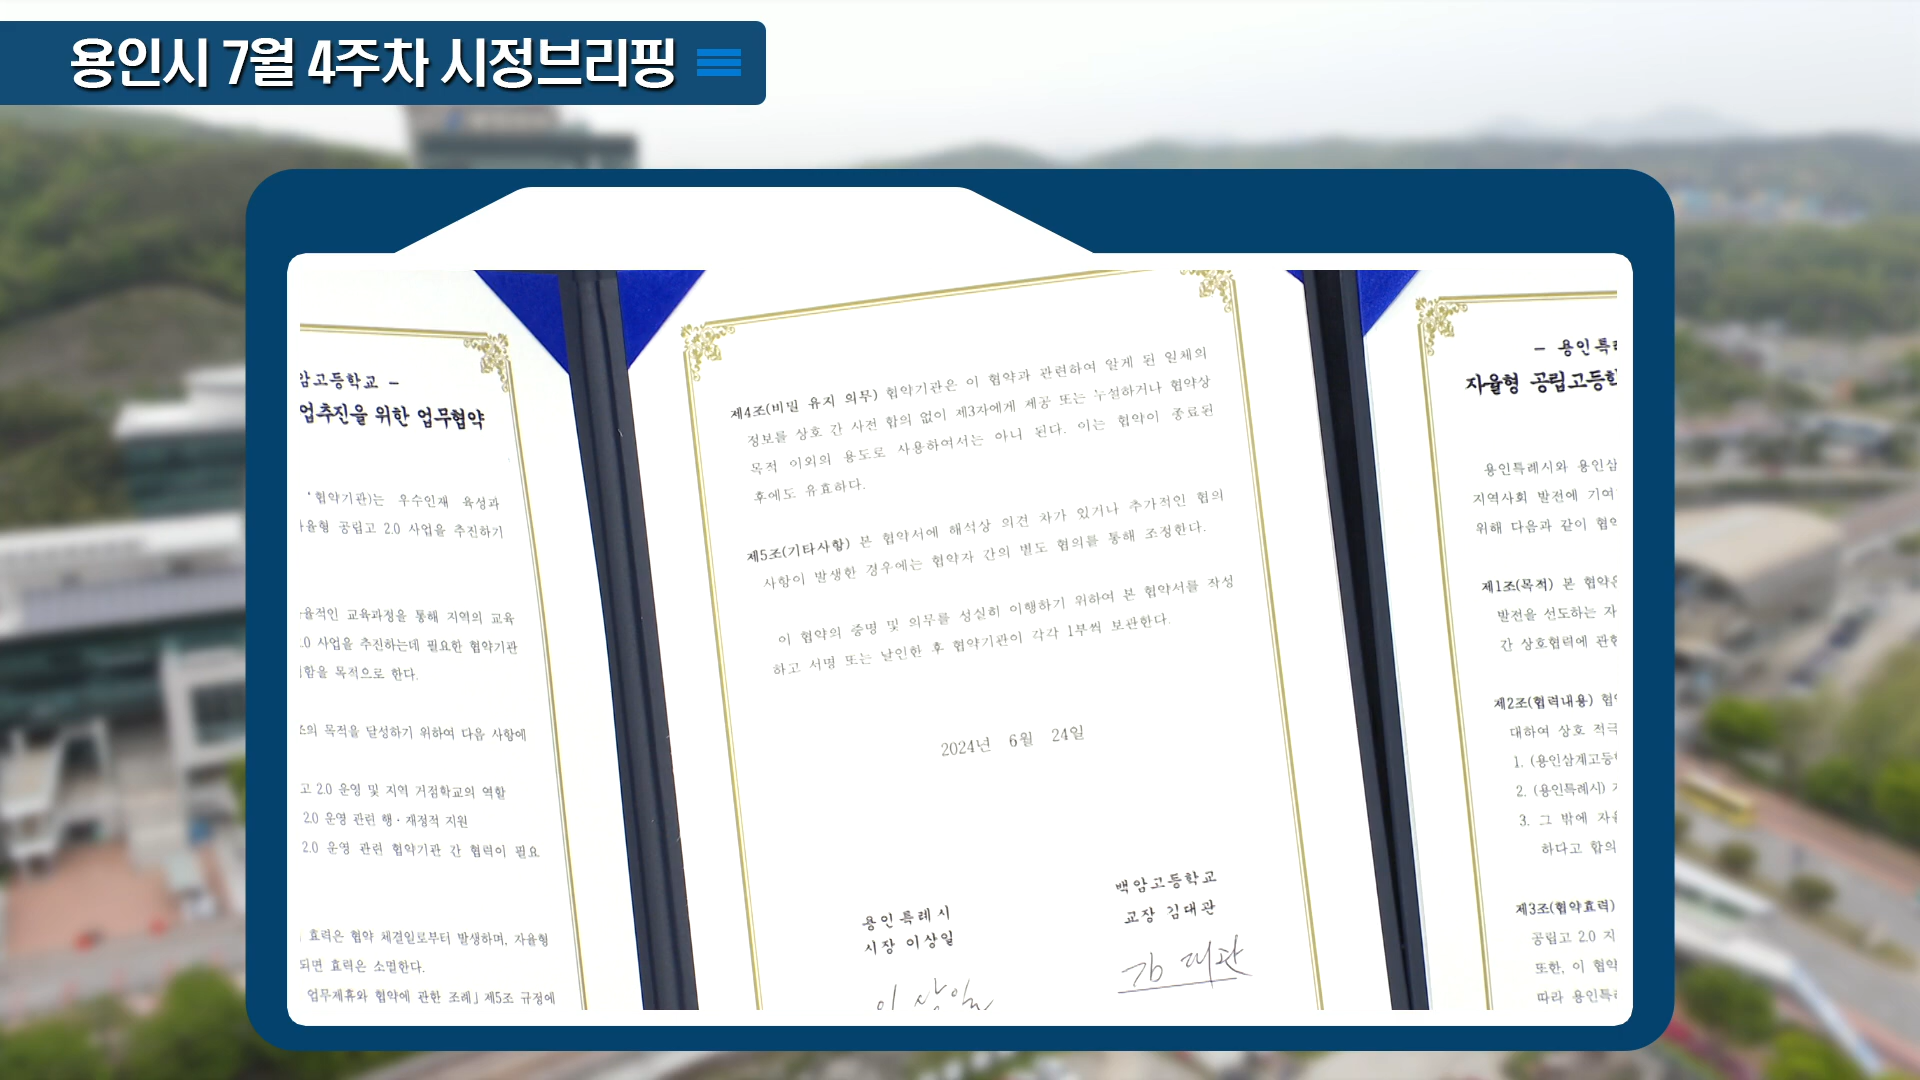 용인시 7월 4주차 시정브리핑
암고등학교 -
업추진을 위한 업무협약
협약기관)는 우수인재 육성과
자율형 공립고 2.0 사업을 추진하기
율적인 교육과정을 통해 지역의 교육
.0 사업을 추진하는데 필요한 협약기관
함을 목적으로 한다.
조의 목적을 달성하기 위하여 다음 사항에
고 2.0 운영 및 지역 거점학교의 역할
2.0 운영 관련 행·재정적 지원
2.0 운영 관련 협약기관 간 협력이 필요
효력은 협약 체결일로부터 발생하며, 자율형
되면 효력은 소멸한다.
업무제휴와 협약에 관한 조례」 제5조 규정에
제4조(비밀 유지 의무) 협약기관은 이 협약과 관련하여 알게 된 일체의
정보를 상호 간 사전 합의 없이 제3자에게 제공 또는 누설하거나 협약상
목적 이외의 용도로 사용하여서는 아니 된다. 이는 협약이 종료된
후에도 유효하다.
제5조(기타사항) 본 협약서에 해석상 의견 차가 있거나 추가적인 협의
사항이 발생한 경우에는 협약자 간의 별도 협의를 통해 조정한다.
이 협약의 증명 및 의무를 성실히 이행하기 위하여 본 협약서를 작성
하고 서명 또는 날인한 후 협약기관이 각각 1부씩 보관한다.
2024년 6월 24일
용인특례시
시장 이상일
이상일
백암고등학교
교장 김대관
김대관
- 용인특례
자율형 공립고등학
용인특례시와 용인삼
지역사회 발전에 기여
위해 다음과 같이 협약
제1조(목적) 본 협약은
발전을 선도하는 자
간 상호협력에 관한
제2조(협력내용) 협약
대하여 상호 적극
1. (용인삼계고등학
2. (용인특례시) 자
3. 그 밖에 자율
하다고 합의
제3조(협약효력)
공립고 2.0 지
또한, 이 협약
따라 용인특례